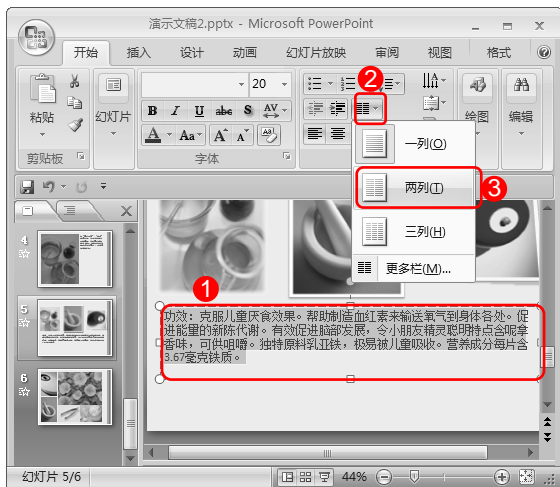 演示文稿2.pptx - Microsoft PowerPoint
开始 插入 设计 动画 幻灯片放映 审阅 视图 格式
20
2
粘贴 幻灯片 B I U abe S AV 绘图 编辑
A Aa A A
剪贴板 字体
一列(O)
两列(T) 3
三列(H)
更多栏(M)...
4
1
5
功效：克服儿童厌食效果。帮助制造血红素来输送氧气到身体各处。促
进能量的新陈代谢。有效促进脑部发展，令小朋友精灵聪明特点含呢拿
香味，可供咀嚼。独特原料乳亚铁，极易被儿童吸收。营养成分每片含
3.67毫克铁质。
6
幻灯片 5/6 44%